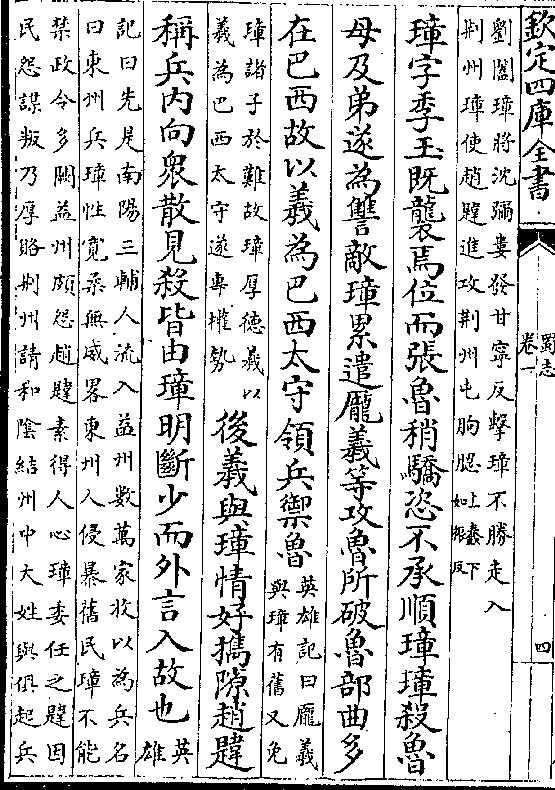 欽定四庫全書
蜀志
卷一
四
劉闔璋將沈彌婁發甘寧反擊璋不勝走入
荆州璋使趙韙進攻荆州屯朐䏰上蠢下如振反
璋字季玉既襲焉位而張魯稍驕恣不承順璋璋殺魯
母及弟遂為讐敵璋累遣龎羲等攻魯所破魯部曲多
在巴西故以羲為巴西太守領兵禦魯
英雄記曰龎羲
與璋有舊又免
璋諸子於難故璋厚德羲以
羲為巴西太守遂專權勢
後羲與璋情好攜隙趙韙
稱兵内向衆散見殺皆由璋明斷少而外言入故也
英
雄
記曰先是南陽三輔人流入益州數萬家收以為兵名
曰東州兵璋性寛柔無威畧東州人侵暴舊民璋不能
禁政令多闕益州頗怨趙韙素得人心璋委任之韙因
民怨謀叛乃厚賂荆州請和陰結州中大姓與俱起兵